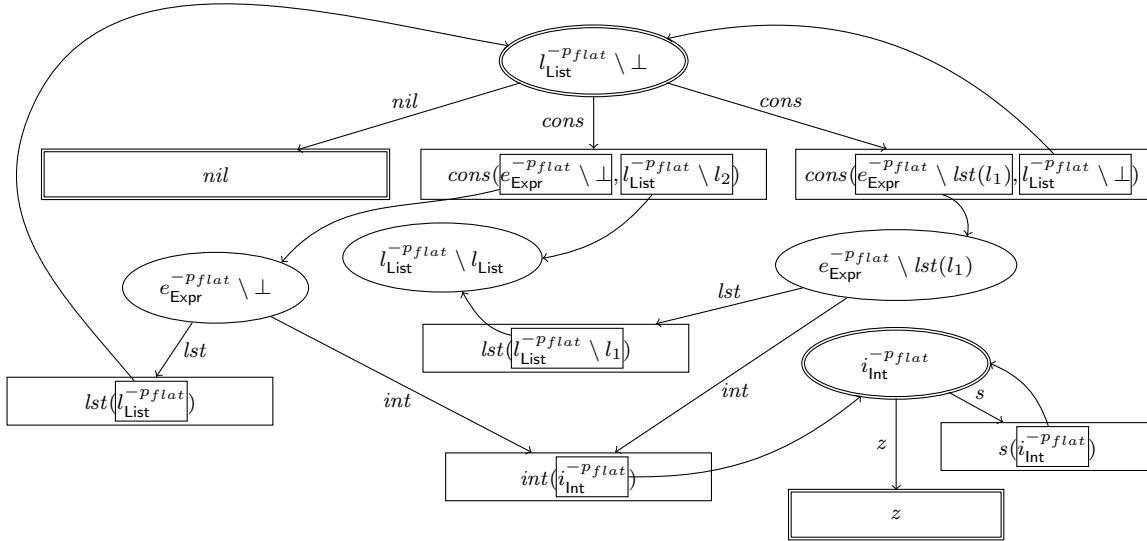 l_List^{-p_flat} \ ⊥
nil
cons
cons
nil
cons(e_Expr^{-p_flat} \ ⊥, l_List^{-p_flat} \ l_2)
cons(e_Expr^{-p_flat} \ lst(l_1), l_List^{-p_flat} \ ⊥)
l_List^{-p_flat} \ l_List
e_Expr^{-p_flat} \ lst(l_1)
e_Expr^{-p_flat} \ ⊥
lst
lst
lst(l_List^{-p_flat} \ l_1)
i_Int^{-p_flat}
lst(l_List^{-p_flat})
int
int
s
z
s(i_Int^{-p_flat})
int(i_Int^{-p_flat})
z